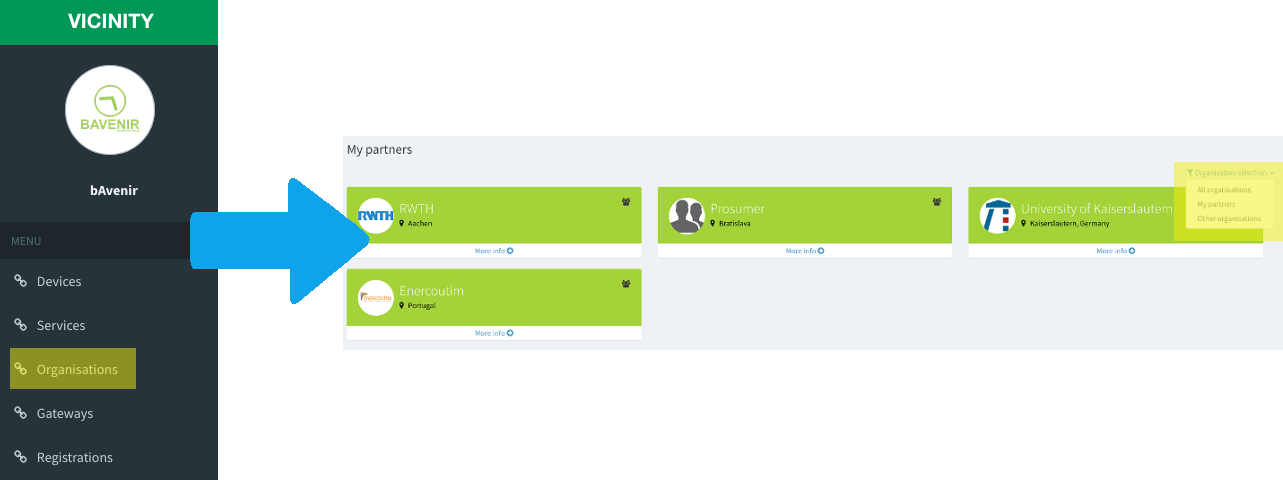 VICINITY
BAVENIR
bAvenir
MENU
Devices
Services
Organisations
Gateways
Registrations
My partners
Organisation selection
All organisations
My partners
Other organisations
RWTH
RWTH
Aachen
More info
Prosumer
Bratislava
More info
University of Kaiserslautern
Kaiserslautern, Germany
More info
ENERCOUTIM
Enercoutim
Portugal
More info